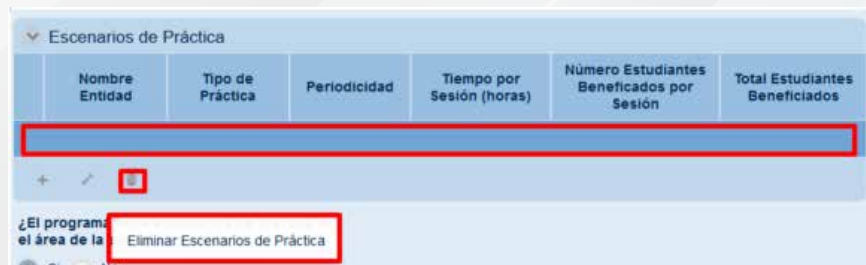 Escenarios de Práctica
Nombre Entidad
Tipo de Práctica
Periodicidad
Tiempo por Sesión (horas)
Número Estudiantes Beneficados por Sesión
Total Estudiantes Beneficiados
¿El programa
el área de la
Eliminar Escenarios de Práctica